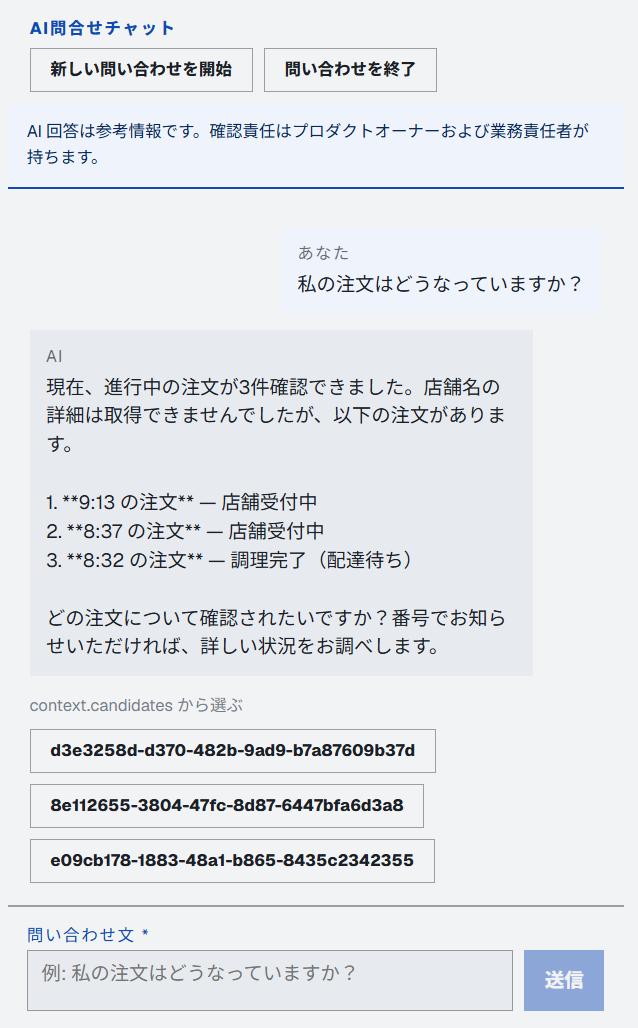 AI問合せチャット
新しい問い合わせを開始
問い合わせを終了
AI 回答は参考情報です。確認責任はプロダクトオーナーおよび業務責任者が
持ちます。
あなた
私の注文はどうなっていますか？
AI
現在、進行中の注文が3件確認できました。店舗名の
詳細は取得できませんでしたが、以下の注文がありま
す。
1. **9:13 の注文** — 店舗受付中
2. **8:37 の注文** — 店舗受付中
3. **8:32 の注文** — 調理完了（配達待ち）
どの注文について確認されたいですか？番号でお知ら
せいただければ、詳しい状況をお調べします。
context.candidates から選ぶ
d3e3258d-d370-482b-9ad9-b7a87609b37d
8e112655-3804-47fc-8d87-6447bfa6d3a8
e09cb178-1883-48a1-b865-8435c2342355
問い合わせ文 *
例: 私の注文はどうなっていますか？
送信